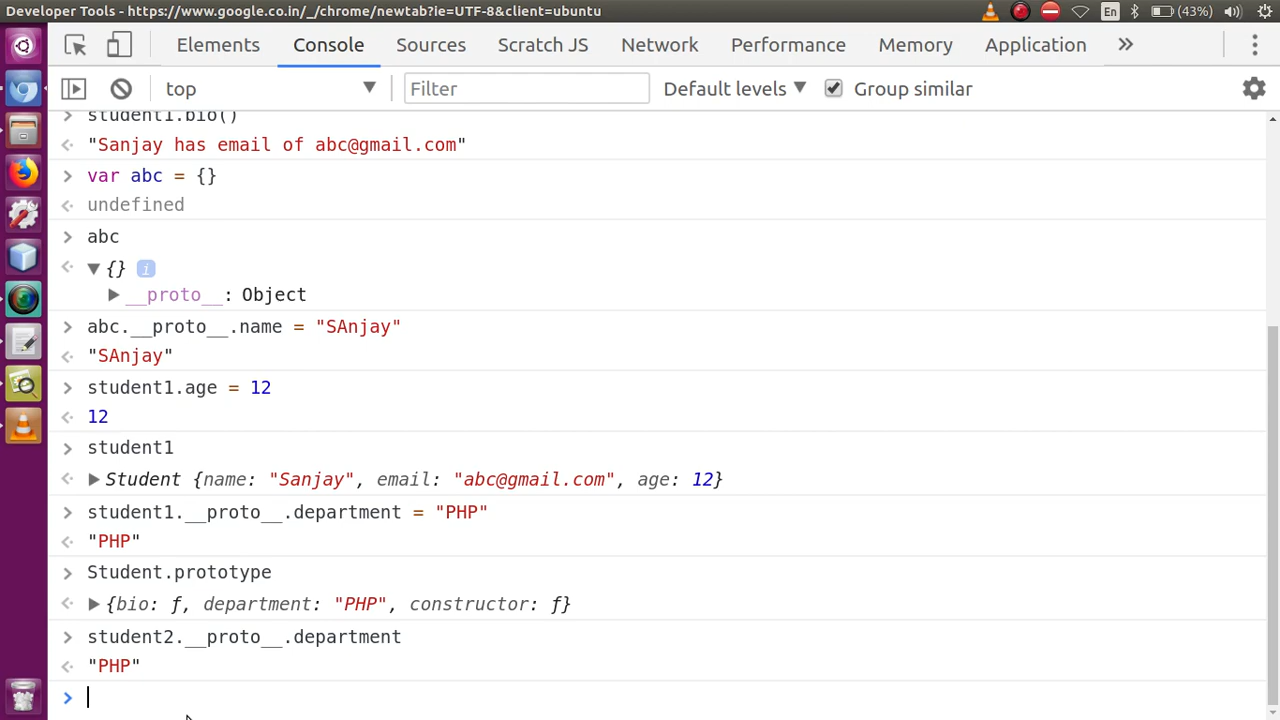 Developer Tools - https://www.google.co.in/_/chrome/newtab?ie=UTF-8&client=ubuntu En (43%)
Elements Console Sources Scratch JS Network Performance Memory Application »
top Filter Default levels Group similar
student1.bio()
"Sanjay has email of abc@gmail.com"
var abc = {}
undefined
abc
{} i
__proto__: Object
abc.__proto__.name = "SAnjay"
"SAnjay"
student1.age = 12
12
student1
Student {name: "Sanjay", email: "abc@gmail.com", age: 12}
student1.__proto__.department = "PHP"
"PHP"
Student.prototype
{bio: ƒ, department: "PHP", constructor: ƒ}
student2.__proto__.department
"PHP"